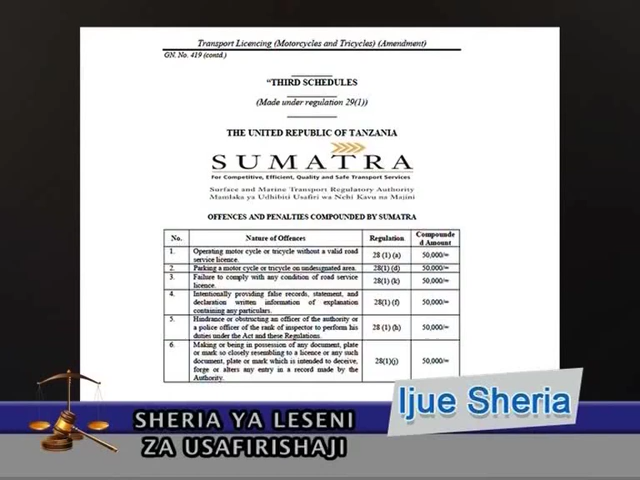 Transport Licencing (Motorcycles and Tricycles) (Amendment)
GN. No. 419 (contd.)
"THIRD SCHEDULES
(Made under regulation 29(1))
THE UNITED REPUBLIC OF TANZANIA
SUMATRA
For Competitive, Efficient, Quality and Safe Transport Services
Surface and Marine Transport Regulatory Authority
Mamlaka ya Udhibiti Usafiri wa Nchi Kavu na Majini
OFFENCES AND PENALTIES COMPOUNDED BY SUMATRA
No. Nature of Offences Regulation Compounde
d Amount
1. Operating motor cycle or tricycle without a valid road
service licence. 28 (1) (a) 50,000/=
2. Parking a motor cycle or tricycle on undesignated area. 28(1) (d) 50,000/=
3. Failure to comply with any condition of road service
licence. 28 (1) (k) 50,000/=
4. Intentionally providing false records, statement, and
declaration written information of explanation
containing any particulars. 28 (1) (f) 50,000/=
5. Hindrance or obstructing an officer of the authority or
a police officer of the rank of inspector to perform his
duties under the Act and these Regulations. 28 (1) (h) 50,000/=
6. Making or being in possession of any document, plate
or mark so closely resembling to a licence or any such
document, plate or mark which is intended to deceive,
forge or alters any entry in a record made by the
Authority. 28(1)(j) 50,000/=
Ijue Sheria
SHERIA YA LESENI
ZA USAFIRISHAJI